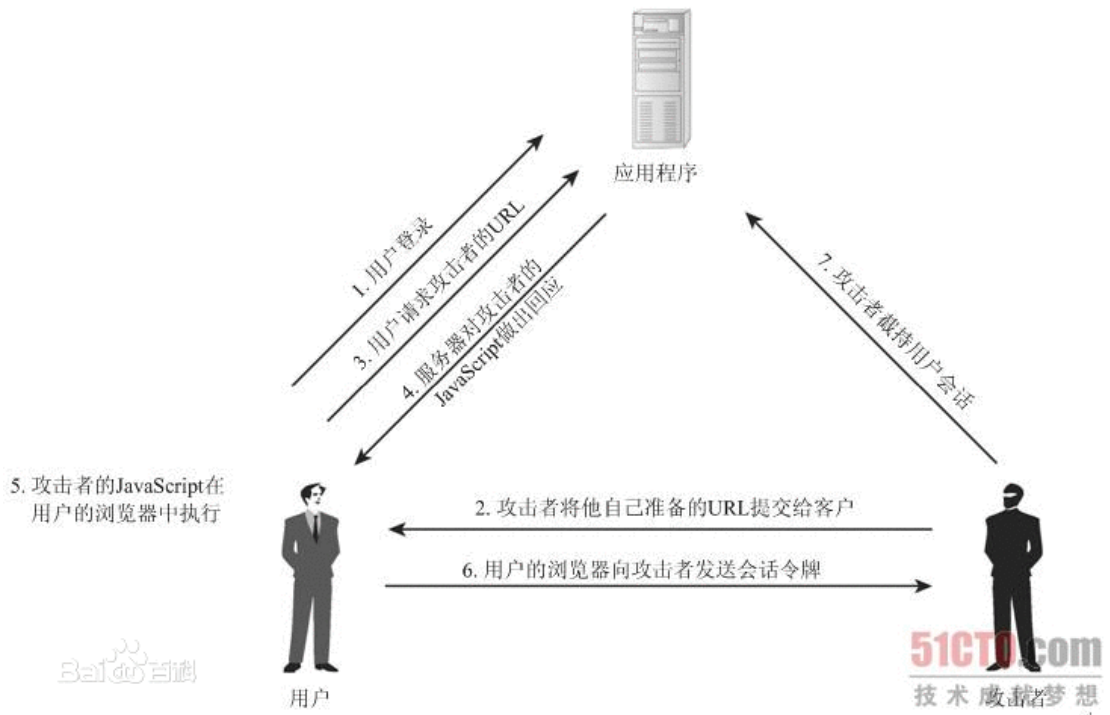 应用程序
1. 用户登录
3. 用户请求攻击者的URL
4. 服务器对攻击者的
JavaScript做出回应
7. 攻击者截持用户会话
5. 攻击者的JavaScript在
用户的浏览器中执行
2. 攻击者将他自己准备的URL提交给客户
6. 用户的浏览器向攻击者发送会话令牌
Bai百科
51CTO.com
技术成就梦想
用户
攻击者